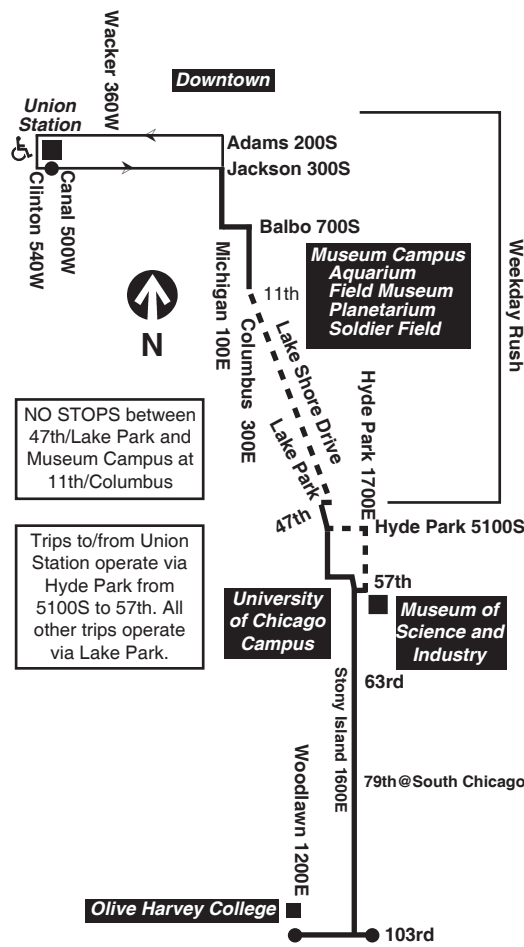 Wacker 360W
Downtown
Union
Station
Adams 200S
Jackson 300S
Clinton 540W
Canal 500W
Balbo 700S
Michigan 100E
Museum Campus
Aquarium
Field Museum
Planetarium
Soldier Field
Weekday Rush
11th
N
Columbus 300E
Lake Shore Drive
Hyde Park 1700E
NO STOPS between
47th/Lake Park and
Museum Campus at
11th/Columbus
Lake Park
47th
Hyde Park 5100S
Trips to/from Union
Station operate via
Hyde Park from
5100S to 57th. All
other trips operate
via Lake Park.
57th
University
of Chicago
Campus
Museum of
Science and
Industry
63rd
Stony Island 1600E
79th@South Chicago
Woodlawn 1200E
Olive Harvey College
103rd